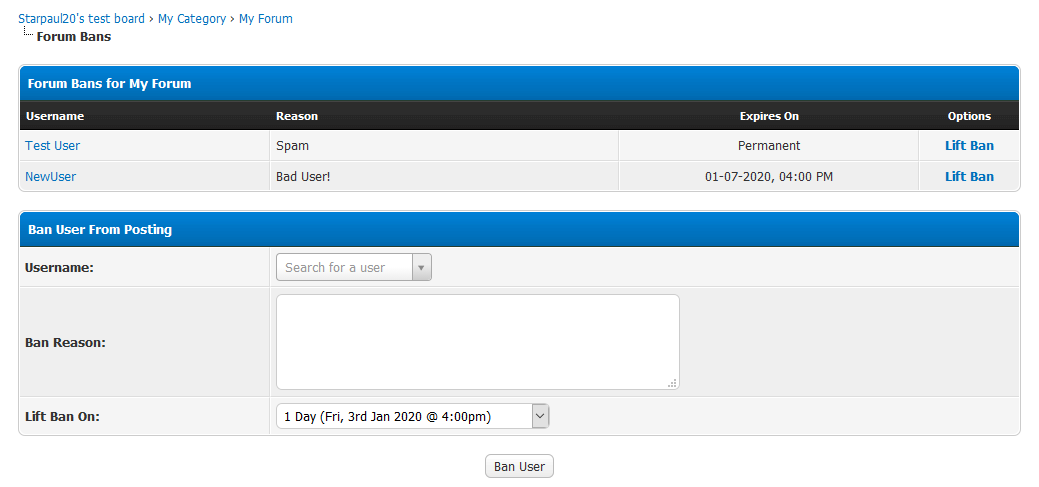 Starpaul20's test board › My Category › My Forum
Forum Bans
Forum Bans for My Forum
Username Reason Expires On Options
Test User Spam Permanent Lift Ban
NewUser Bad User! 01-07-2020, 04:00 PM Lift Ban
Ban User From Posting
Username: Search for a user
Ban Reason:
Lift Ban On: 1 Day (Fri, 3rd Jan 2020 @ 4:00pm)
Ban User